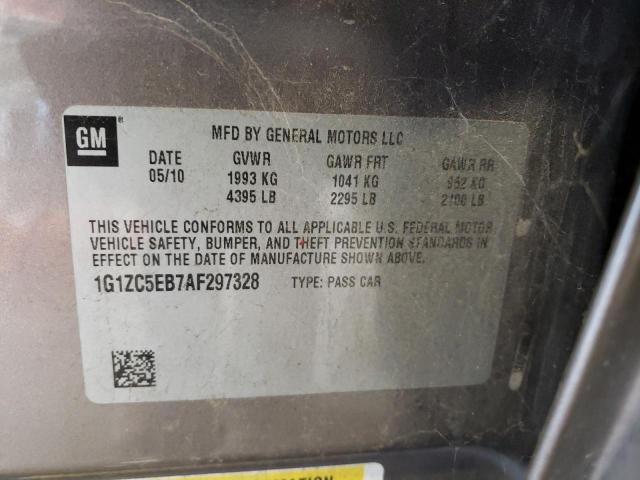 GM
MFD BY GENERAL MOTORS LLC
DATE GVWR GAWR FRT GAWR RR
05/10 1993 KG 1041 KG 952 KG
4395 LB 2295 LB 2100 LB
THIS VEHICLE CONFORMS TO ALL APPLICABLE U.S. FEDERAL MOTOR
VEHICLE SAFETY, BUMPER, AND THEFT PREVENTION STANDARDS IN
EFFECT ON THE DATE OF MANUFACTURE SHOWN ABOVE.
1G1ZC5EB7AF297328 TYPE: PASS CAR